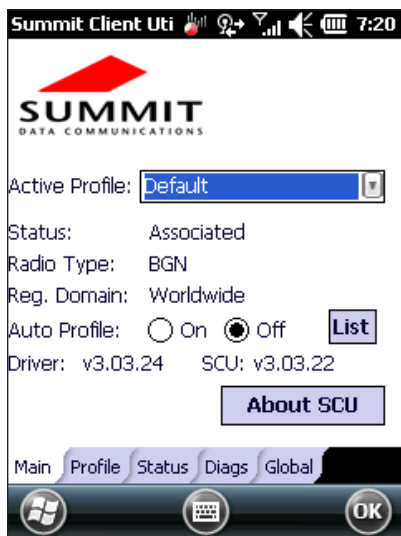 Summit Client Uti 7:20
SUMMIT
DATA COMMUNICATIONS
Active Profile: Default
Status: Associated
Radio Type: BGN
Reg. Domain: Worldwide
Auto Profile: On Off List
Driver: v3.03.24 SCU: v3.03.22
About SCU
Main Profile Status Diags Global
OK